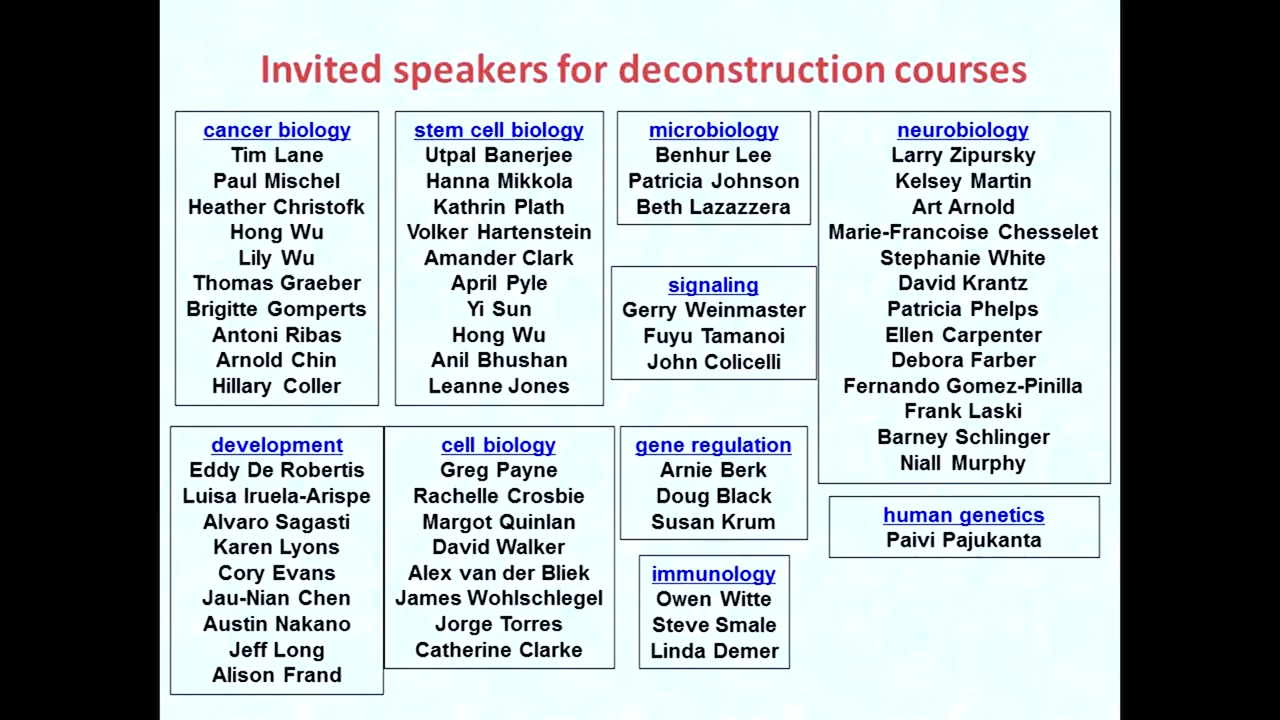 Invited speakers for deconstruction courses
cancer biology
Tim Lane
Paul Mischel
Heather Christofk
Hong Wu
Lily Wu
Thomas Graeber
Brigitte Gomperts
Antoni Ribas
Arnold Chin
Hillary Coller
stem cell biology
Utpal Banerjee
Hanna Mikkola
Kathrin Plath
Volker Hartenstein
Amander Clark
April Pyle
Yi Sun
Hong Wu
Anil Bhushan
Leanne Jones
microbiology
Benhur Lee
Patricia Johnson
Beth Lazazzera
signaling
Gerry Weinmaster
Fuyu Tamanoi
John Colicelli
neurobiology
Larry Zipursky
Kelsey Martin
Art Arnold
Marie-Francoise Chesselet
Stephanie White
David Krantz
Patricia Phelps
Ellen Carpenter
Debora Farber
Fernando Gomez-Pinilla
Frank Laski
Barney Schlinger
Niall Murphy
development
Eddy De Robertis
Luisa Iruela-Arispe
Alvaro Sagasti
Karen Lyons
Cory Evans
Jau-Nian Chen
Austin Nakano
Jeff Long
Alison Frand
cell biology
Greg Payne
Rachelle Crosbie
Margot Quinlan
David Walker
Alex van der Bliek
James Wohlschlegel
Jorge Torres
Catherine Clarke
gene regulation
Arnie Berk
Doug Black
Susan Krum
immunology
Owen Witte
Steve Smale
Linda Demer
human genetics
Paivi Pajukanta